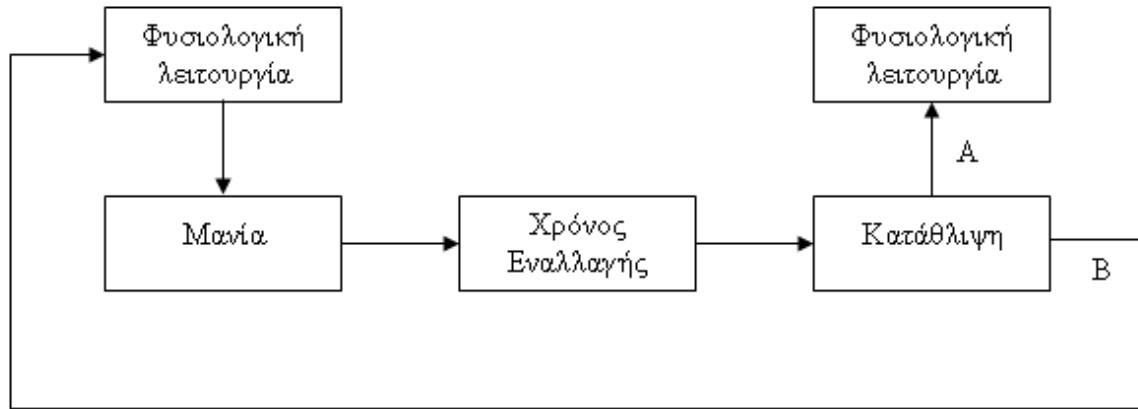 Φυσιολογική
λειτουργία
Φυσιολογική
λειτουργία
Α
Μανία
Χρόνος
Εναλλαγής
Κατάθλιψη
Β